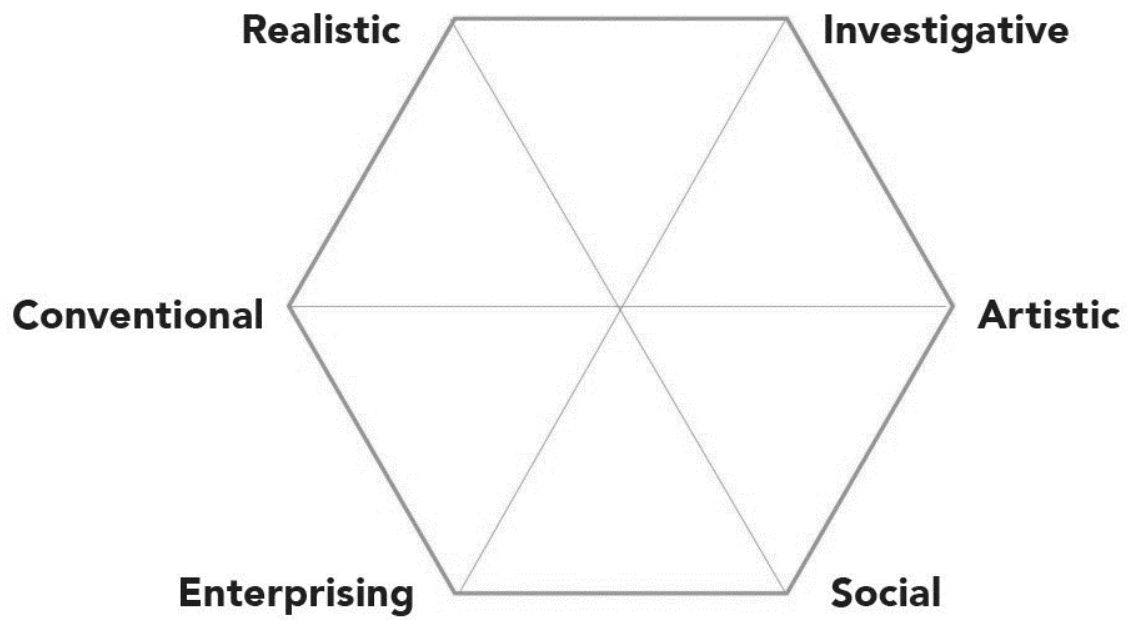 Realistic
Investigative
Conventional
Artistic
Enterprising
Social